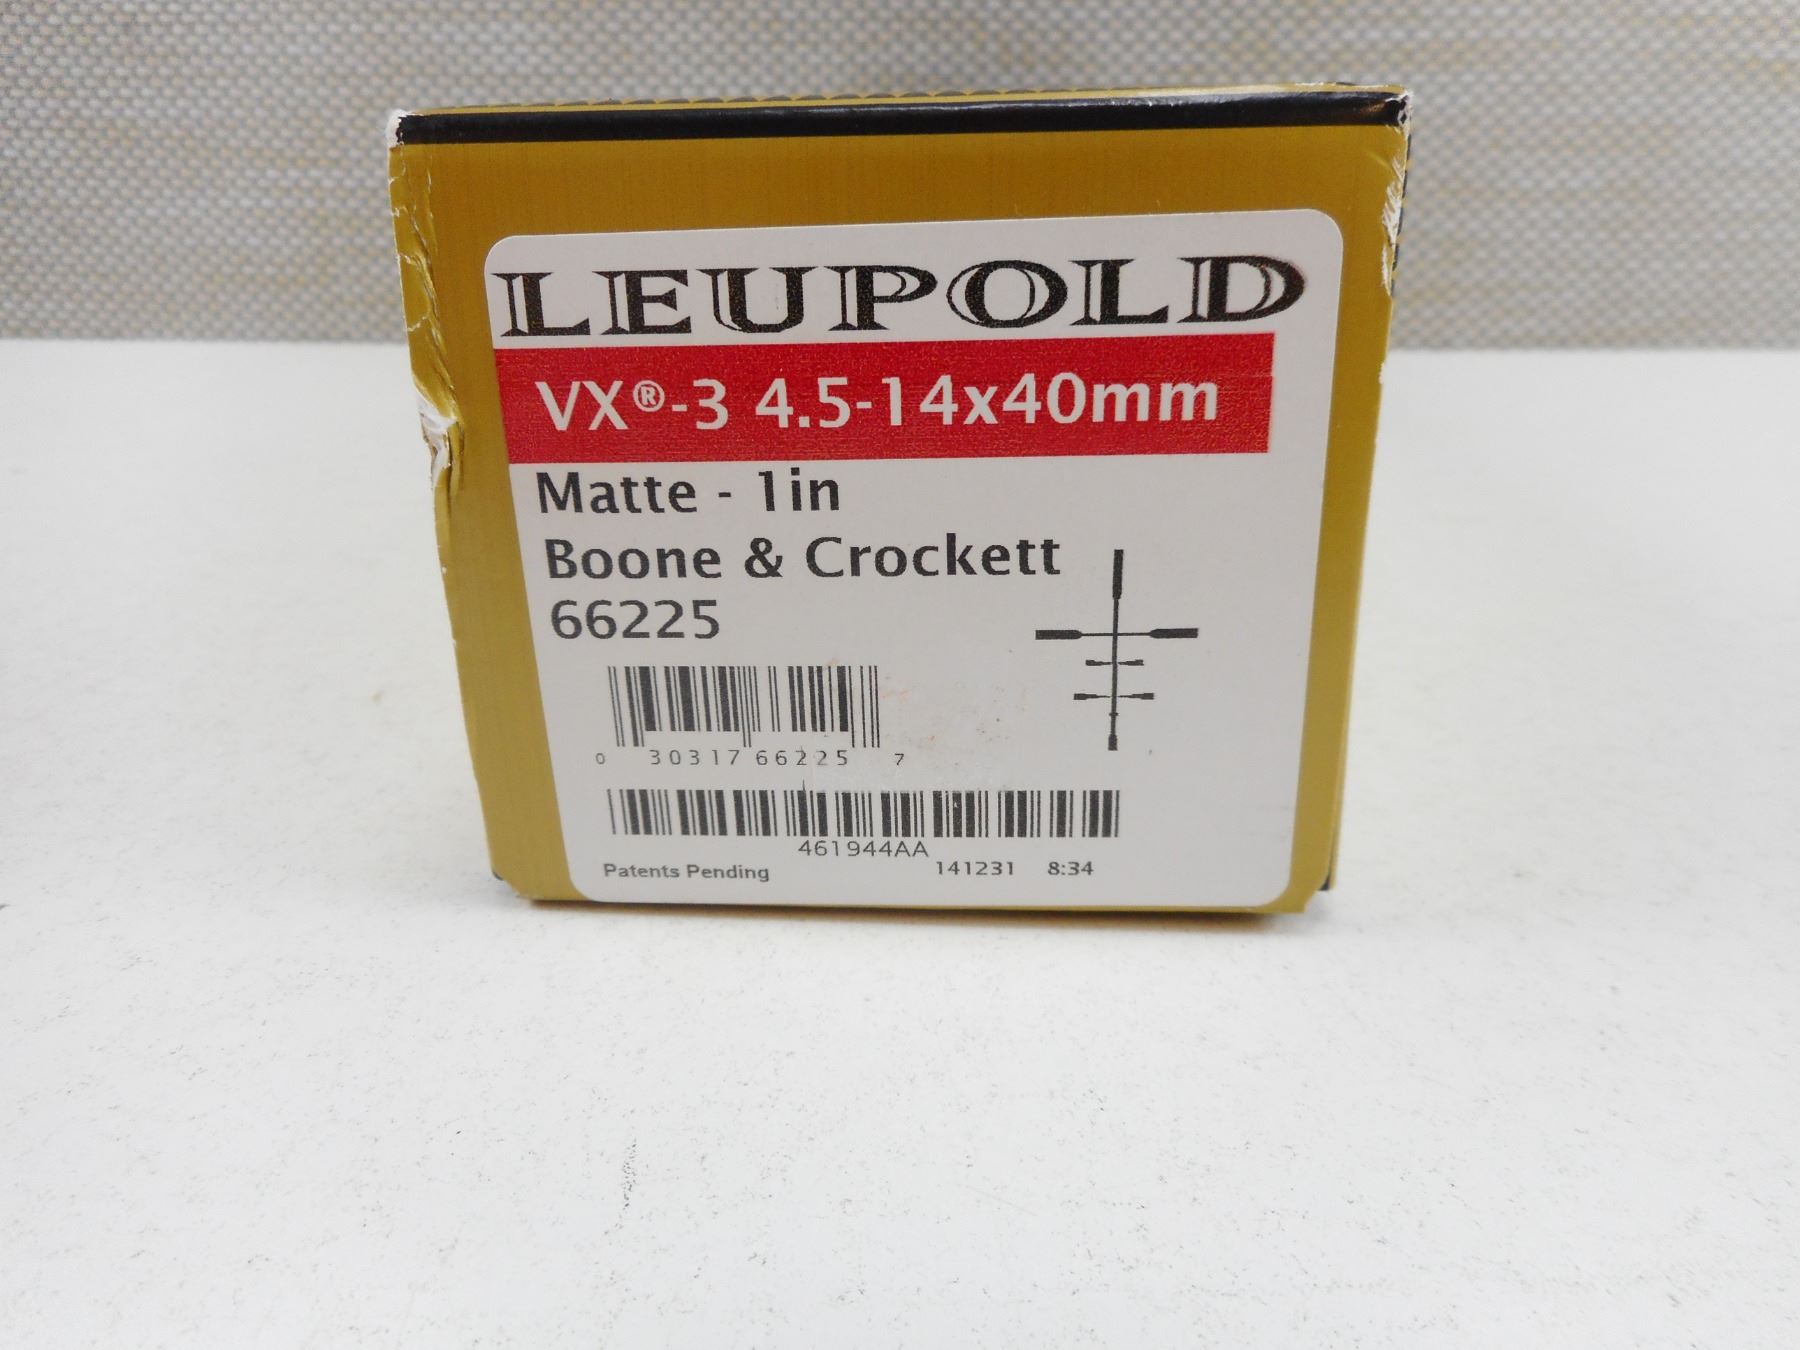 LEUPOLD
VX®-3 4.5-14x40mm
Matte - 1in
Boone & Crockett
66225
0 30317 66225 7
461944AA
Patents Pending 141231 8:34